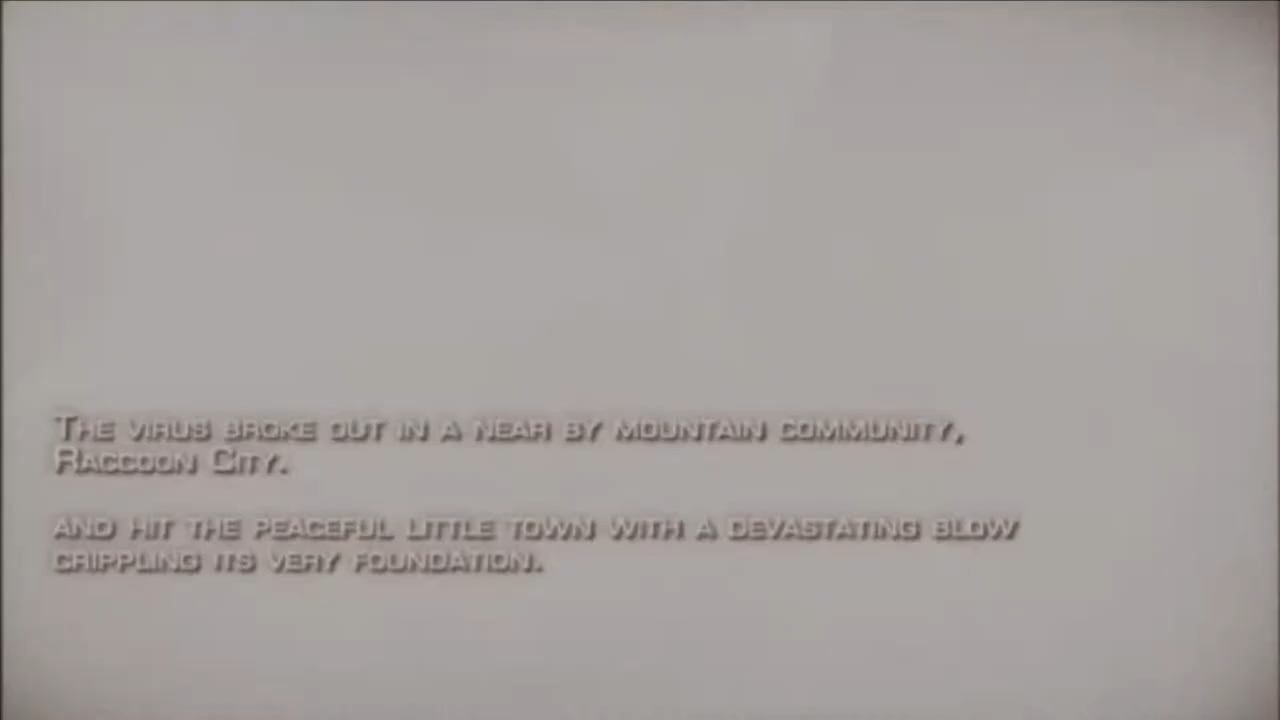 The virus broke out in a near by mountain community,
Raccoon City.
and hit the peaceful little town with a devastating blow
crippling its very foundation.